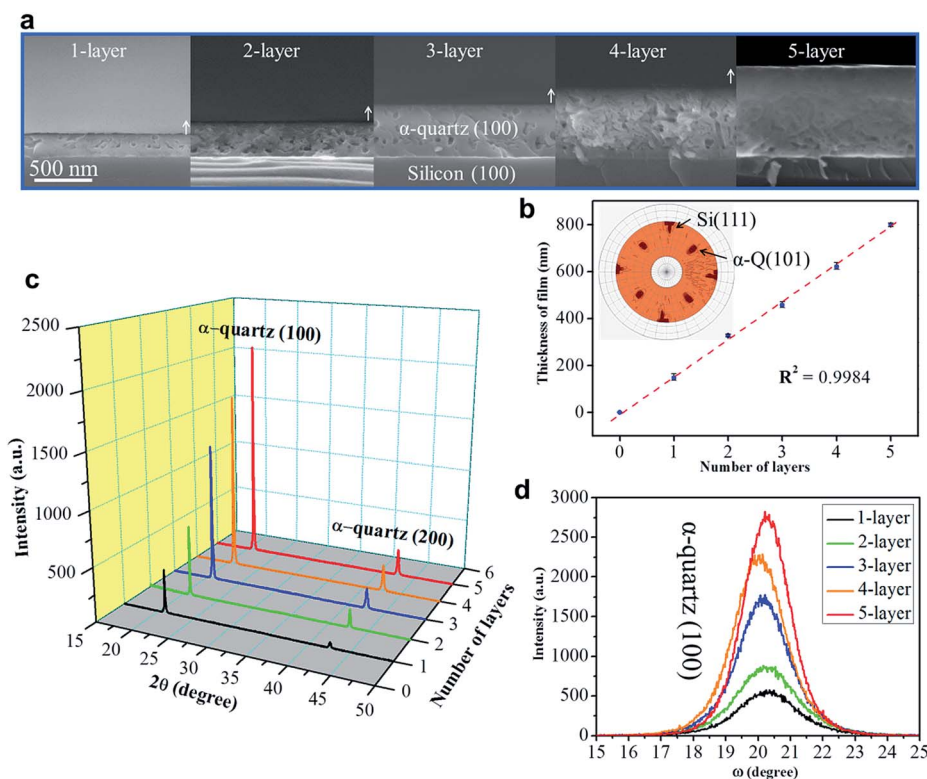 a
1-layer
2-layer
3-layer
4-layer
5-layer
α-quartz (100)
500 nm
Silicon (100)
b
800
600
400
200
0
Thickness of film (nm)
Si(111)
α-Q(101)
R² = 0.9984
0 1 2 3 4 5
Number of layers
c
2500
2000
1500
1000
500
Intensity (a.u.)
α-quartz (100)
α-quartz (200)
15 20 25 30 35 40 45 50
2θ (degree)
0 1 2 3 4 5 6
Number of layers
d
3000
2500
2000
1500
1000
500
0
Intensity (a.u.)
α-quartz (100)
1-layer
2-layer
3-layer
4-layer
5-layer
15 16 17 18 19 20 21 22 23 24 25
ω (degree)